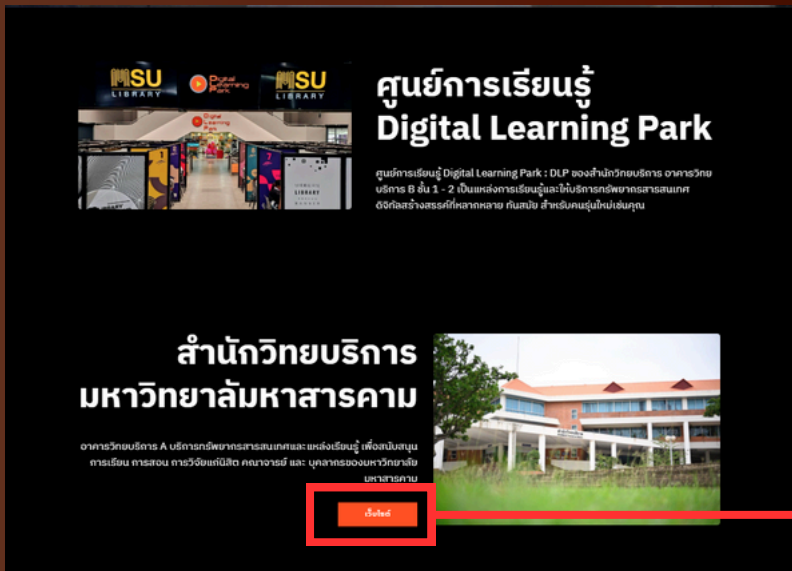 MSU
LIBRARY
Digital
Learning
Park
MSU
LIBRARY
Digital
Learning
Park
LIBRARY
ศูนย์การเรียนรู้
Digital Learning Park
ศูนย์การเรียนรู้ Digital Learning Park : DLP ของสำนักวิทยบริการ อาคารวิทย
บริการ B ชั้น 1 - 2 เป็นแหล่งการเรียนรู้และให้บริการทรัพยากรสารสนเทศ
ดิจิทัลสร้างสรรค์ที่หลากหลาย ทันสมัย สำหรับคนรุ่นใหม่เช่นคุณ
สำนักวิทยบริการ
มหาวิทยาลัมหาสารคาม
อาคารวิทยบริการ A บริการทรัพยากรสารสนเทศและแหล่งเรียนรู้ เพื่อสนับสนุน
การเรียน การสอน การวิจัยแก่นิสิต คณาจารย์ และ บุคลากรของมหาวิทยาลัย
มหาสารคาม
เว็บไซต์